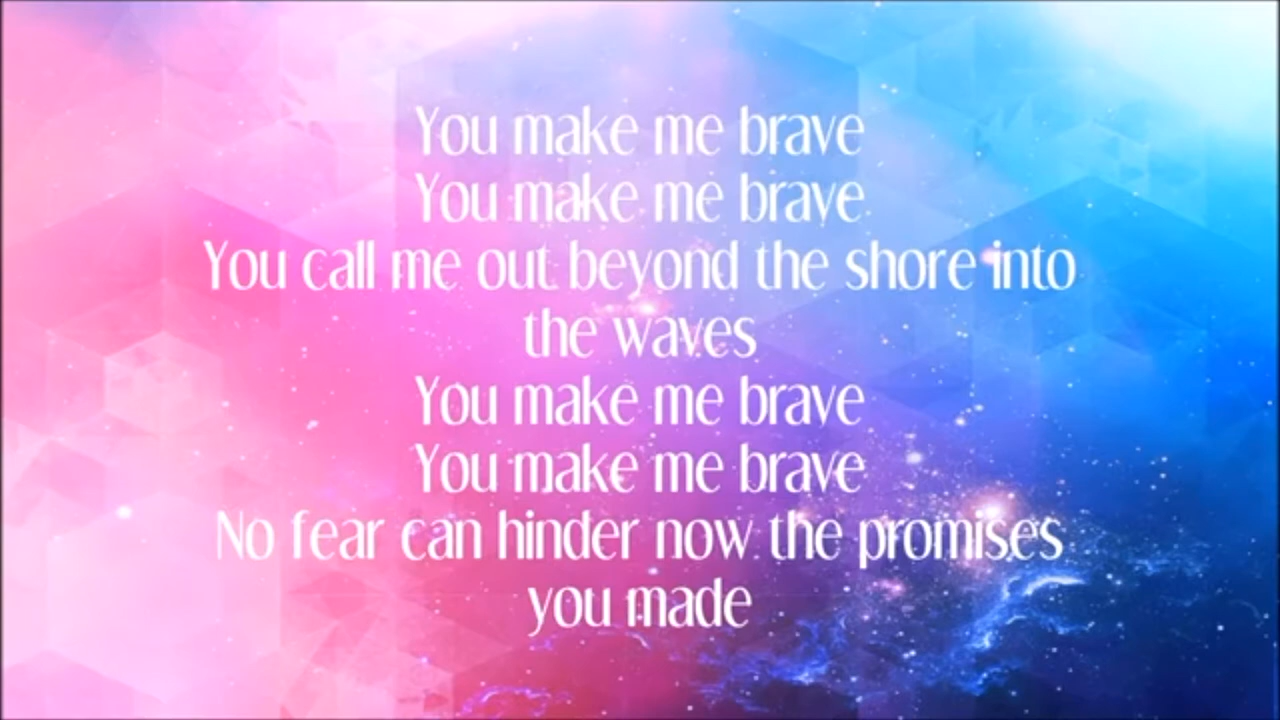 You make me brave
You make me brave
You call me out beyond the shore into
the waves
You make me brave
You make me brave
No fear can hinder now the promises
you made